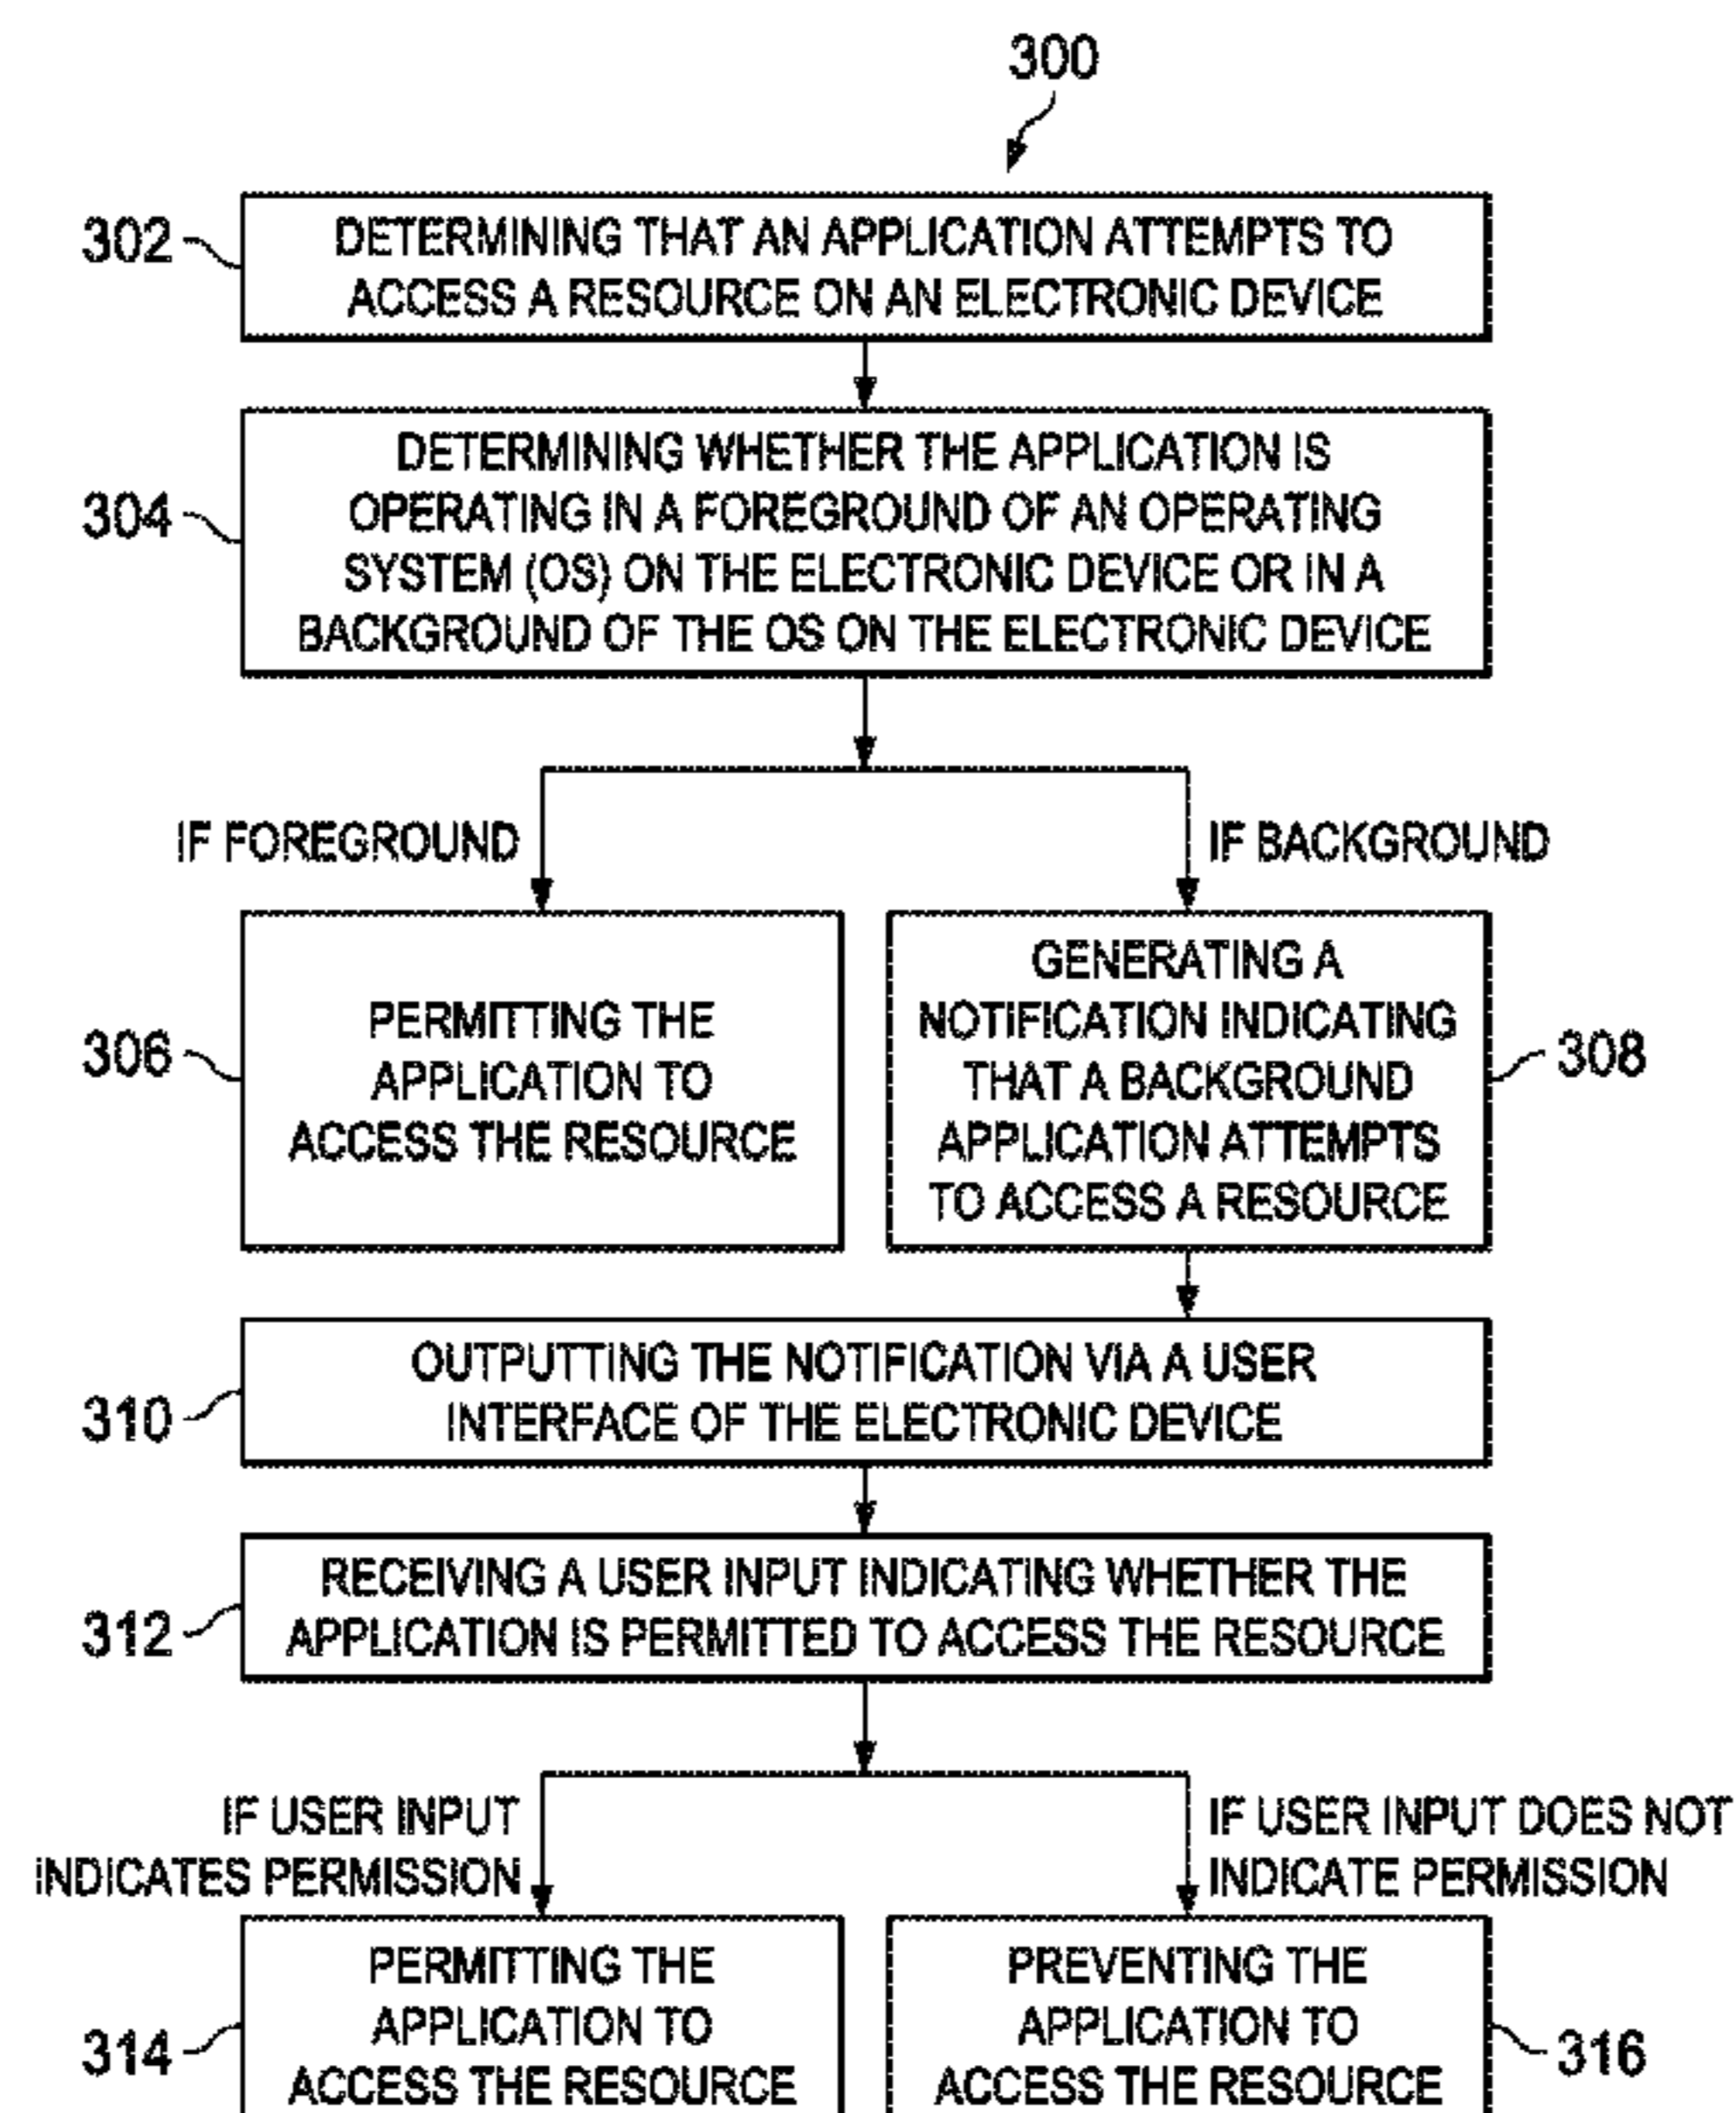 300
302
DETERMINING THAT AN APPLICATION ATTEMPTS TO
ACCESS A RESOURCE ON AN ELECTRONIC DEVICE
304
DETERMINING WHETHER THE APPLICATION IS
OPERATING IN A FOREGROUND OF AN OPERATING
SYSTEM (OS) ON THE ELECTRONIC DEVICE OR IN A
BACKGROUND OF THE OS ON THE ELECTRONIC DEVICE
IF FOREGROUND
IF BACKGROUND
306
PERMITTING THE
APPLICATION TO
ACCESS THE RESOURCE
GENERATING A
NOTIFICATION INDICATING
THAT A BACKGROUND
APPLICATION ATTEMPTS
TO ACCESS A RESOURCE
308
310
OUTPUTTING THE NOTIFICATION VIA A USER
INTERFACE OF THE ELECTRONIC DEVICE
312
RECEIVING A USER INPUT INDICATING WHETHER THE
APPLICATION IS PERMITTED TO ACCESS THE RESOURCE
IF USER INPUT
INDICATES PERMISSION
IF USER INPUT DOES NOT
INDICATE PERMISSION
314
PERMITTING THE
APPLICATION TO
ACCESS THE RESOURCE
PREVENTING THE
APPLICATION TO
ACCESS THE RESOURCE
316